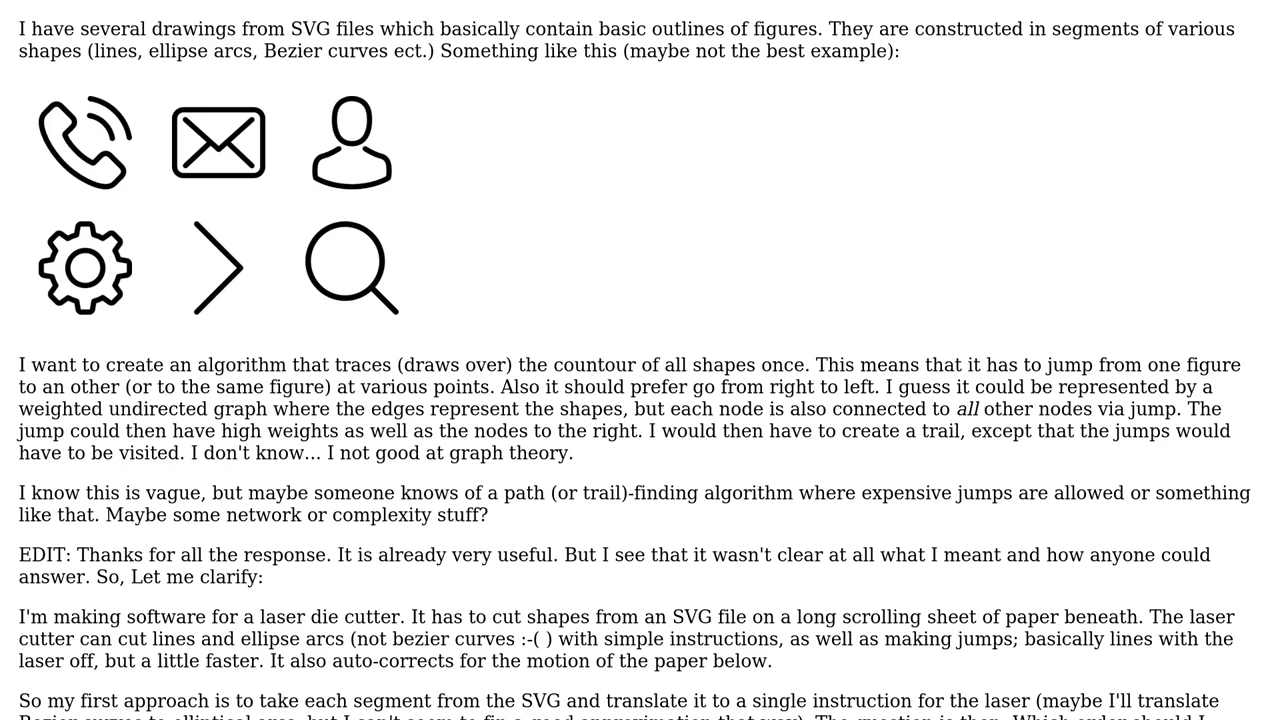 I have several drawings from SVG files which basically contain basic outlines of figures. They are constructed in segments of various
shapes (lines, ellipse arcs, Bezier curves ect.) Something like this (maybe not the best example):
I want to create an algorithm that traces (draws over) the countour of all shapes once. This means that it has to jump from one figure
to an other (or to the same figure) at various points. Also it should prefer go from right to left. I guess it could be represented by a
weighted undirected graph where the edges represent the shapes, but each node is also connected to all other nodes via jump. The
jump could then have high weights as well as the nodes to the right. I would then have to create a trail, except that the jumps would
have to be visited. I don't know... I not good at graph theory.
I know this is vague, but maybe someone knows of a path (or trail)-finding algorithm where expensive jumps are allowed or something
like that. Maybe some network or complexity stuff?
EDIT: Thanks for all the response. It is already very useful. But I see that it wasn't clear at all what I meant and how anyone could
answer. So, Let me clarify:
I'm making software for a laser die cutter. It has to cut shapes from an SVG file on a long scrolling sheet of paper beneath. The laser
cutter can cut lines and ellipse arcs (not bezier curves :-( ) with simple instructions, as well as making jumps; basically lines with the
laser off, but a little faster. It also auto-corrects for the motion of the paper below.
So my first approach is to take each segment from the SVG and translate it to a single instruction for the laser (maybe I'll translate